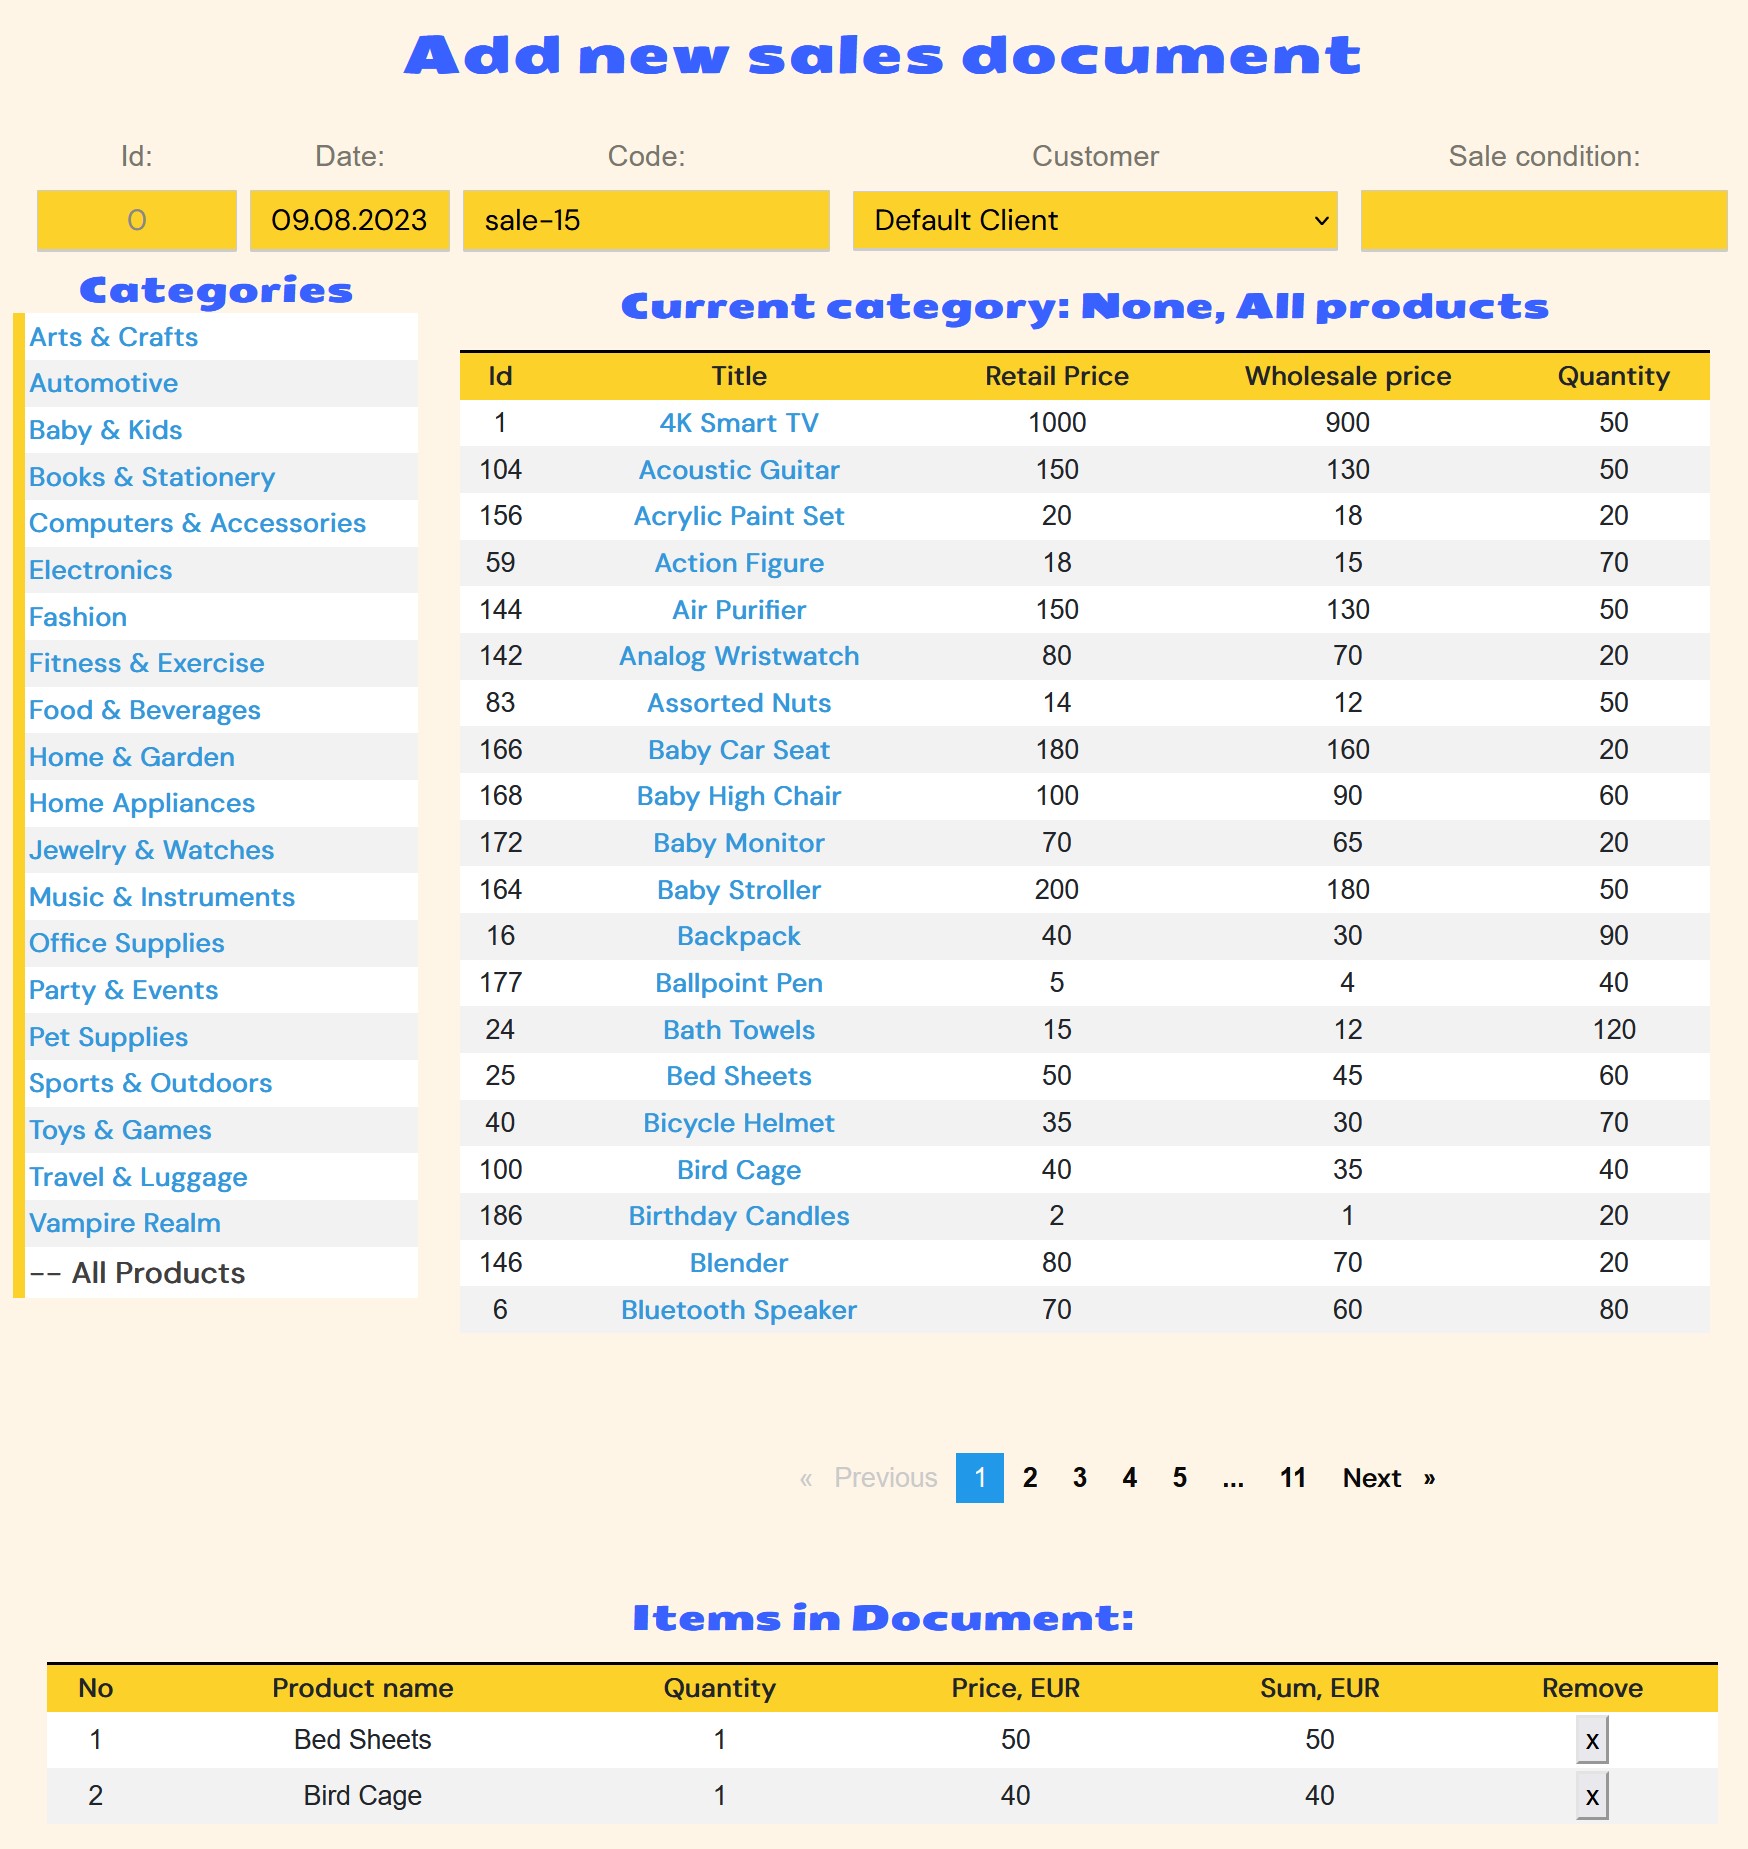 Add new sales document
Id: Date: Code: Customer Sale condition:
0 09.08.2023 sale-15 Default Client
Categories
Arts & Crafts
Automotive
Baby & Kids
Books & Stationery
Computers & Accessories
Electronics
Fashion
Fitness & Exercise
Food & Beverages
Home & Garden
Home Appliances
Jewelry & Watches
Music & Instruments
Office Supplies
Party & Events
Pet Supplies
Sports & Outdoors
Toys & Games
Travel & Luggage
Vampire Realm
-- All Products
Current category: None, All products
Id Title Retail Price Wholesale price Quantity
1 4K Smart TV 1000 900 50
104 Acoustic Guitar 150 130 50
156 Acrylic Paint Set 20 18 20
59 Action Figure 18 15 70
144 Air Purifier 150 130 50
142 Analog Wristwatch 80 70 20
83 Assorted Nuts 14 12 50
166 Baby Car Seat 180 160 20
168 Baby High Chair 100 90 60
172 Baby Monitor 70 65 20
164 Baby Stroller 200 180 50
16 Backpack 40 30 90
177 Ballpoint Pen 5 4 40
24 Bath Towels 15 12 120
25 Bed Sheets 50 45 60
40 Bicycle Helmet 35 30 70
100 Bird Cage 40 35 40
186 Birthday Candles 2 1 20
146 Blender 80 70 20
6 Bluetooth Speaker 70 60 80
« Previous 1 2 3 4 5 ... 11 Next »
Items in Document:
No Product name Quantity Price, EUR Sum, EUR Remove
1 Bed Sheets 1 50 50 x
2 Bird Cage 1 40 40 x